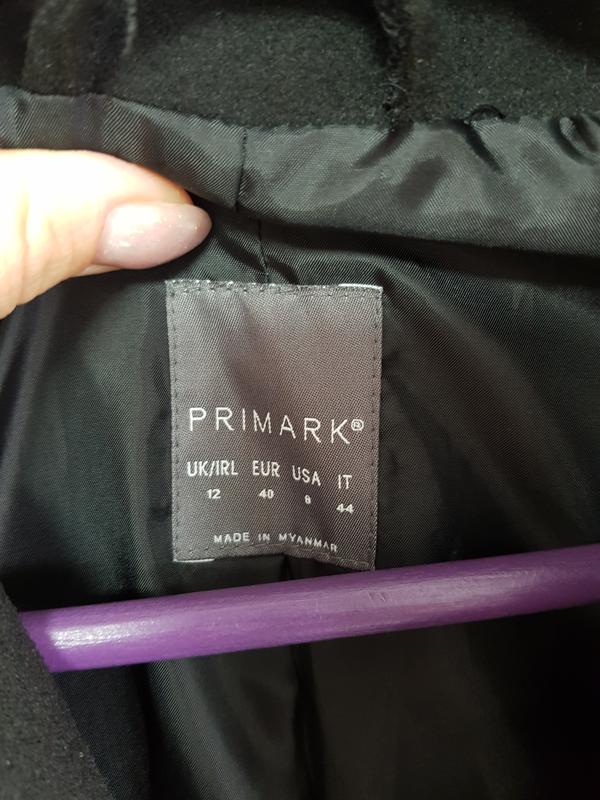 PRIMARK®
UK/IRL EUR USA IT
12 40 8 44
MADE IN MYANMAR